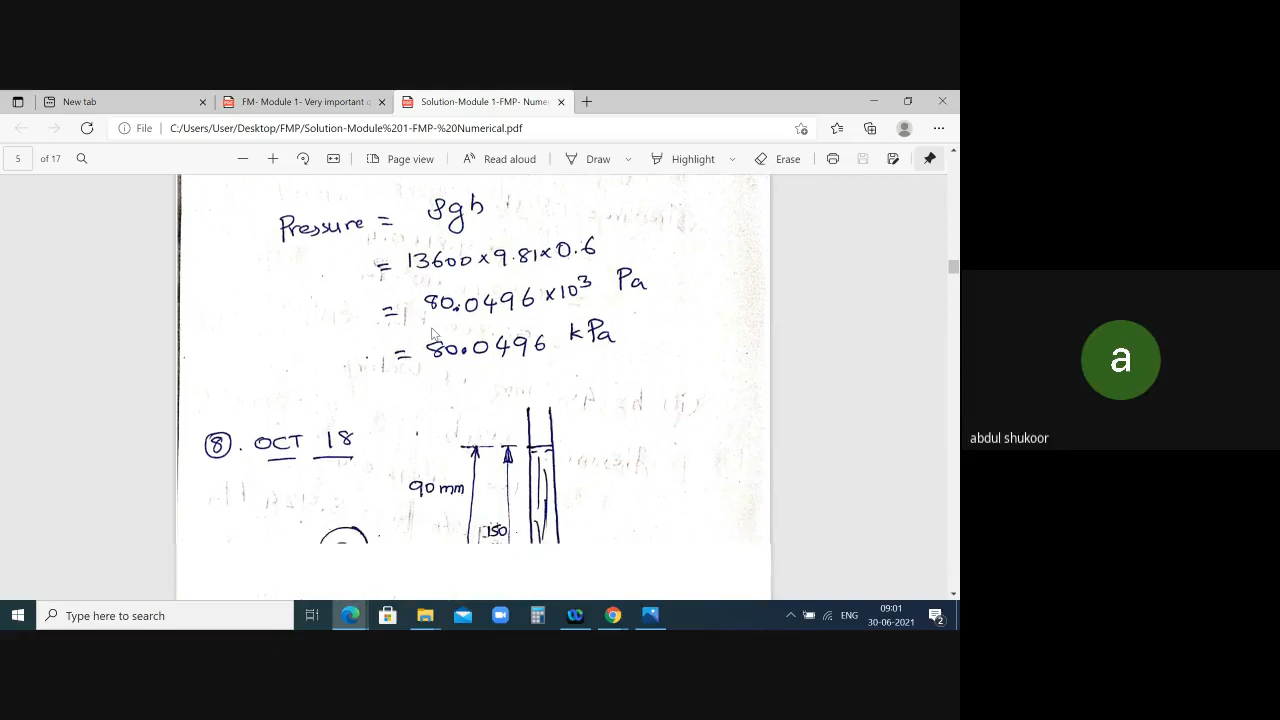 New tab
FM- Module 1- Very important q
Solution-Module 1-FMP- Nume
File
C:/Users/User/Desktop/FMP/Solution-Module%201-FMP-%20Numerical.pdf
5 of 17
Page view
Read aloud
Draw
Highlight
Erase
Pressure = ρgh
= 13600 × 9.81 × 0.6
= 80.0496 × 10³ Pa
= 80.0496 kPa
⑧. OCT 18
90 mm
150
a
abdul shukoor
Type here to search
ENG
09:01
30-06-2021
2